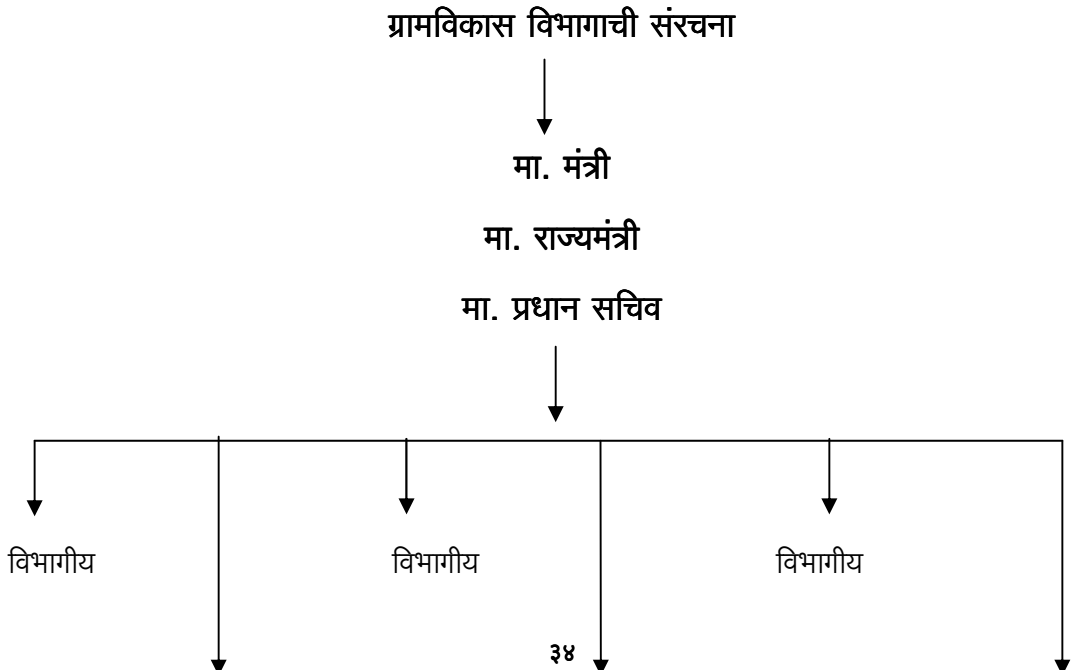 ग्रामविकास विभागाची संरचना
मा. मंत्री
मा. राज्यमंत्री
मा. प्रधान सचिव
विभागीय विभागीय विभागीय
३४